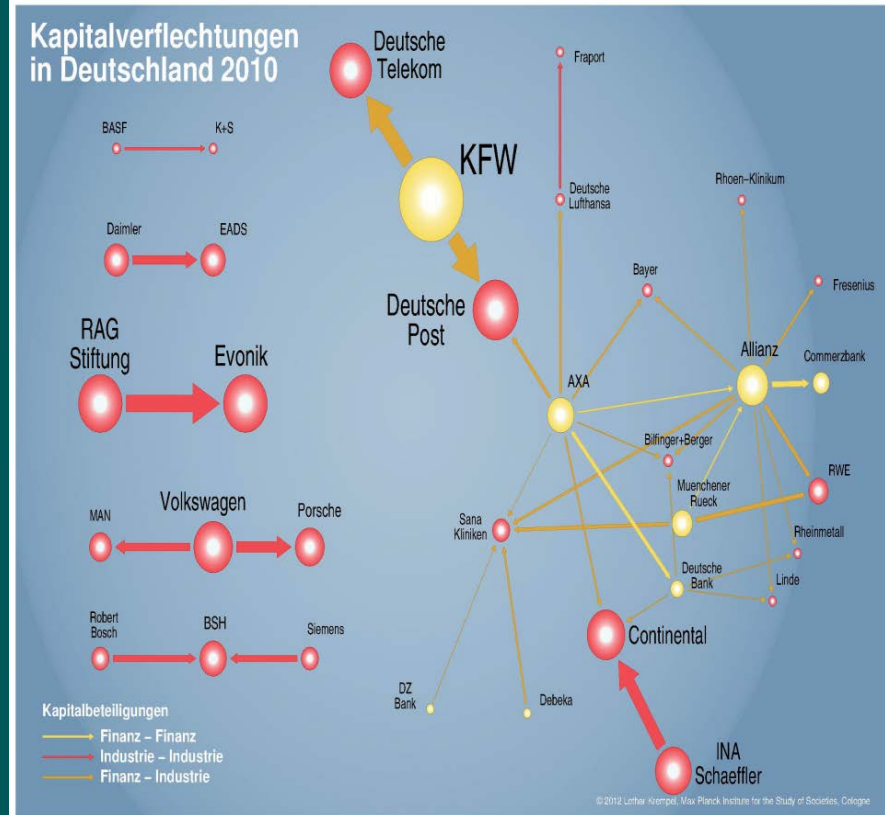 Kapitalverflechtungen
in Deutschland 2010
Deutsche
Telekom
Fraport
BASF
K+S
KFW
Deutsche
Lufthansa
Rhoen-Klinikum
Daimler
EADS
Bayer
Fresenius
Deutsche
Post
RAG
Stiftung
Evonik
Allianz
Commerzbank
AXA
Bilfinger+Berger
Muenchener
Rueck
RWE
MAN
Volkswagen
Porsche
Sana
Kliniken
Rheinmetall
Deutsche
Bank
Linde
Robert
Bosch
BSH
Siemens
Continental
DZ
Bank
Debeka
INA
Schaeffler
Kapitalbeteiligungen
Finanz – Finanz
Industrie – Industrie
Finanz – Industrie
© 2012 Lothar Krempel, Max Planck Institute for the Study of Societies, Cologne